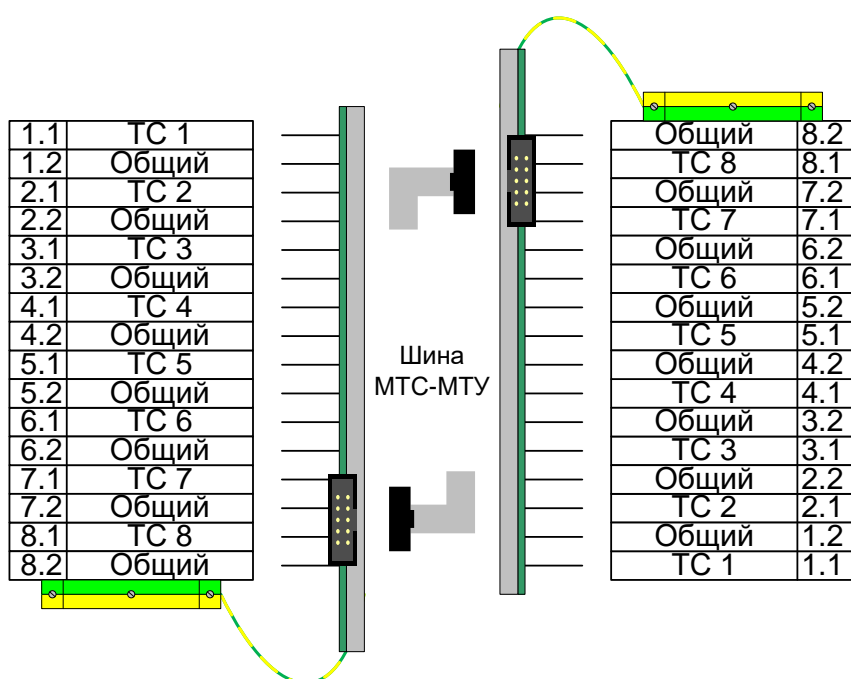 1.1 ТС 1
1.2 Общий
2.1 ТС 2
2.2 Общий
3.1 ТС 3
3.2 Общий
4.1 ТС 4
4.2 Общий
5.1 ТС 5
5.2 Общий
6.1 ТС 6
6.2 Общий
7.1 ТС 7
7.2 Общий
8.1 ТС 8
8.2 Общий
Шина
МТС-МТУ
Общий 8.2
ТС 8 8.1
Общий 7.2
ТС 7 7.1
Общий 6.2
ТС 6 6.1
Общий 5.2
ТС 5 5.1
Общий 4.2
ТС 4 4.1
Общий 3.2
ТС 3 3.1
Общий 2.2
ТС 2 2.1
Общий 1.2
ТС 1 1.1